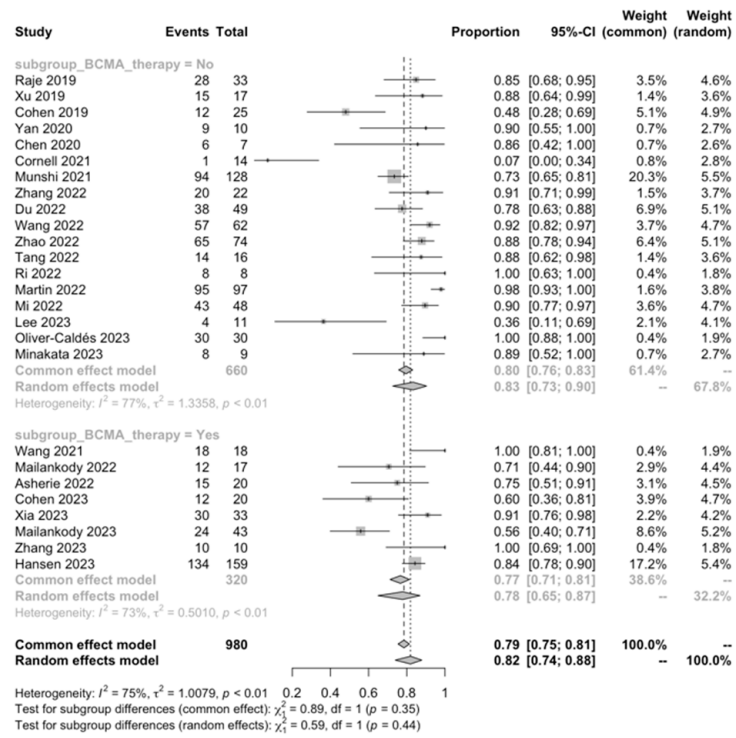 Weight Weight
Study Events Total Proportion 95%-CI (common) (random)
subgroup_BCMA_therapy = No
Raje 2019 28 33 0.85 [0.68; 0.95] 3.5% 4.6%
Xu 2019 15 17 0.88 [0.64; 0.99] 1.4% 3.6%
Cohen 2019 12 25 0.48 [0.28; 0.69] 5.1% 4.9%
Yan 2020 9 10 0.90 [0.55; 1.00] 0.7% 2.7%
Chen 2020 6 7 0.86 [0.42; 1.00] 0.7% 2.6%
Cornell 2021 1 14 0.07 [0.00; 0.34] 0.8% 2.8%
Munshi 2021 94 128 0.73 [0.65; 0.81] 20.3% 5.5%
Zhang 2022 20 22 0.91 [0.71; 0.99] 1.5% 3.7%
Du 2022 38 49 0.78 [0.63; 0.88] 6.9% 5.1%
Wang 2022 57 62 0.92 [0.82; 0.97] 3.7% 4.7%
Zhao 2022 65 74 0.88 [0.78; 0.94] 6.4% 5.1%
Tang 2022 14 16 0.88 [0.62; 0.98] 1.4% 3.6%
Ri 2022 8 8 1.00 [0.63; 1.00] 0.4% 1.8%
Martin 2022 95 97 0.98 [0.93; 1.00] 1.6% 3.8%
Mi 2022 43 48 0.90 [0.77; 0.97] 3.6% 4.7%
Lee 2023 4 11 0.36 [0.11; 0.69] 2.1% 4.1%
Oliver-Caldés 2023 30 30 1.00 [0.88; 1.00] 0.4% 1.9%
Minakata 2023 8 9 0.89 [0.52; 1.00] 0.7% 2.7%
Common effect model 660 0.80 [0.76; 0.83] 61.4% --
Random effects model 0.83 [0.73; 0.90] -- 67.8%
Heterogeneity: I² = 77%, τ² = 1.3358, p < 0.01
subgroup_BCMA_therapy = Yes
Wang 2021 18 18 1.00 [0.81; 1.00] 0.4% 1.9%
Mailankody 2022 12 17 0.71 [0.44; 0.90] 2.9% 4.4%
Asherie 2022 15 20 0.75 [0.51; 0.91] 3.1% 4.5%
Cohen 2023 12 20 0.60 [0.36; 0.81] 3.9% 4.7%
Xia 2023 30 33 0.91 [0.76; 0.98] 2.2% 4.2%
Mailankody 2023 24 43 0.56 [0.40; 0.71] 8.6% 5.2%
Zhang 2023 10 10 1.00 [0.69; 1.00] 0.4% 1.8%
Hansen 2023 134 159 0.84 [0.78; 0.90] 17.2% 5.4%
Common effect model 320 0.77 [0.71; 0.81] 38.6% --
Random effects model 0.78 [0.65; 0.87] -- 32.2%
Heterogeneity: I² = 73%, τ² = 0.5010, p < 0.01
Common effect model 980 0.79 [0.75; 0.81] 100.0% --
Random effects model 0.82 [0.74; 0.88] -- 100.0%
Heterogeneity: I² = 75%, τ² = 1.0079, p < 0.01 0.2 0.4 0.6 0.8 1
Test for subgroup differences (common effect): χ²₁ = 0.89, df = 1 (p = 0.35)
Test for subgroup differences (random effects): χ²₁ = 0.59, df = 1 (p = 0.44)